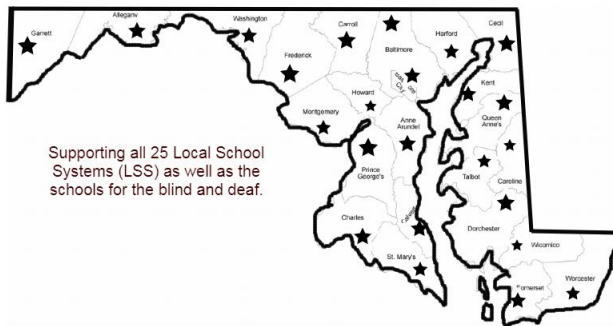 Garrett
Allegany
Washington
Carroll
Cecil
Frederick
Baltimore
Harford
Kent
Howard
Montgomery
Anne
Arundel
Queen
Anne's
Supporting all 25 Local School
Systems (LSS) as well as the
schools for the blind and deaf.
Prince
George's
Talbot
Caroline
Charles
Calvert
Dorchester
St. Mary's
Wicomico
Somerset
Worcester